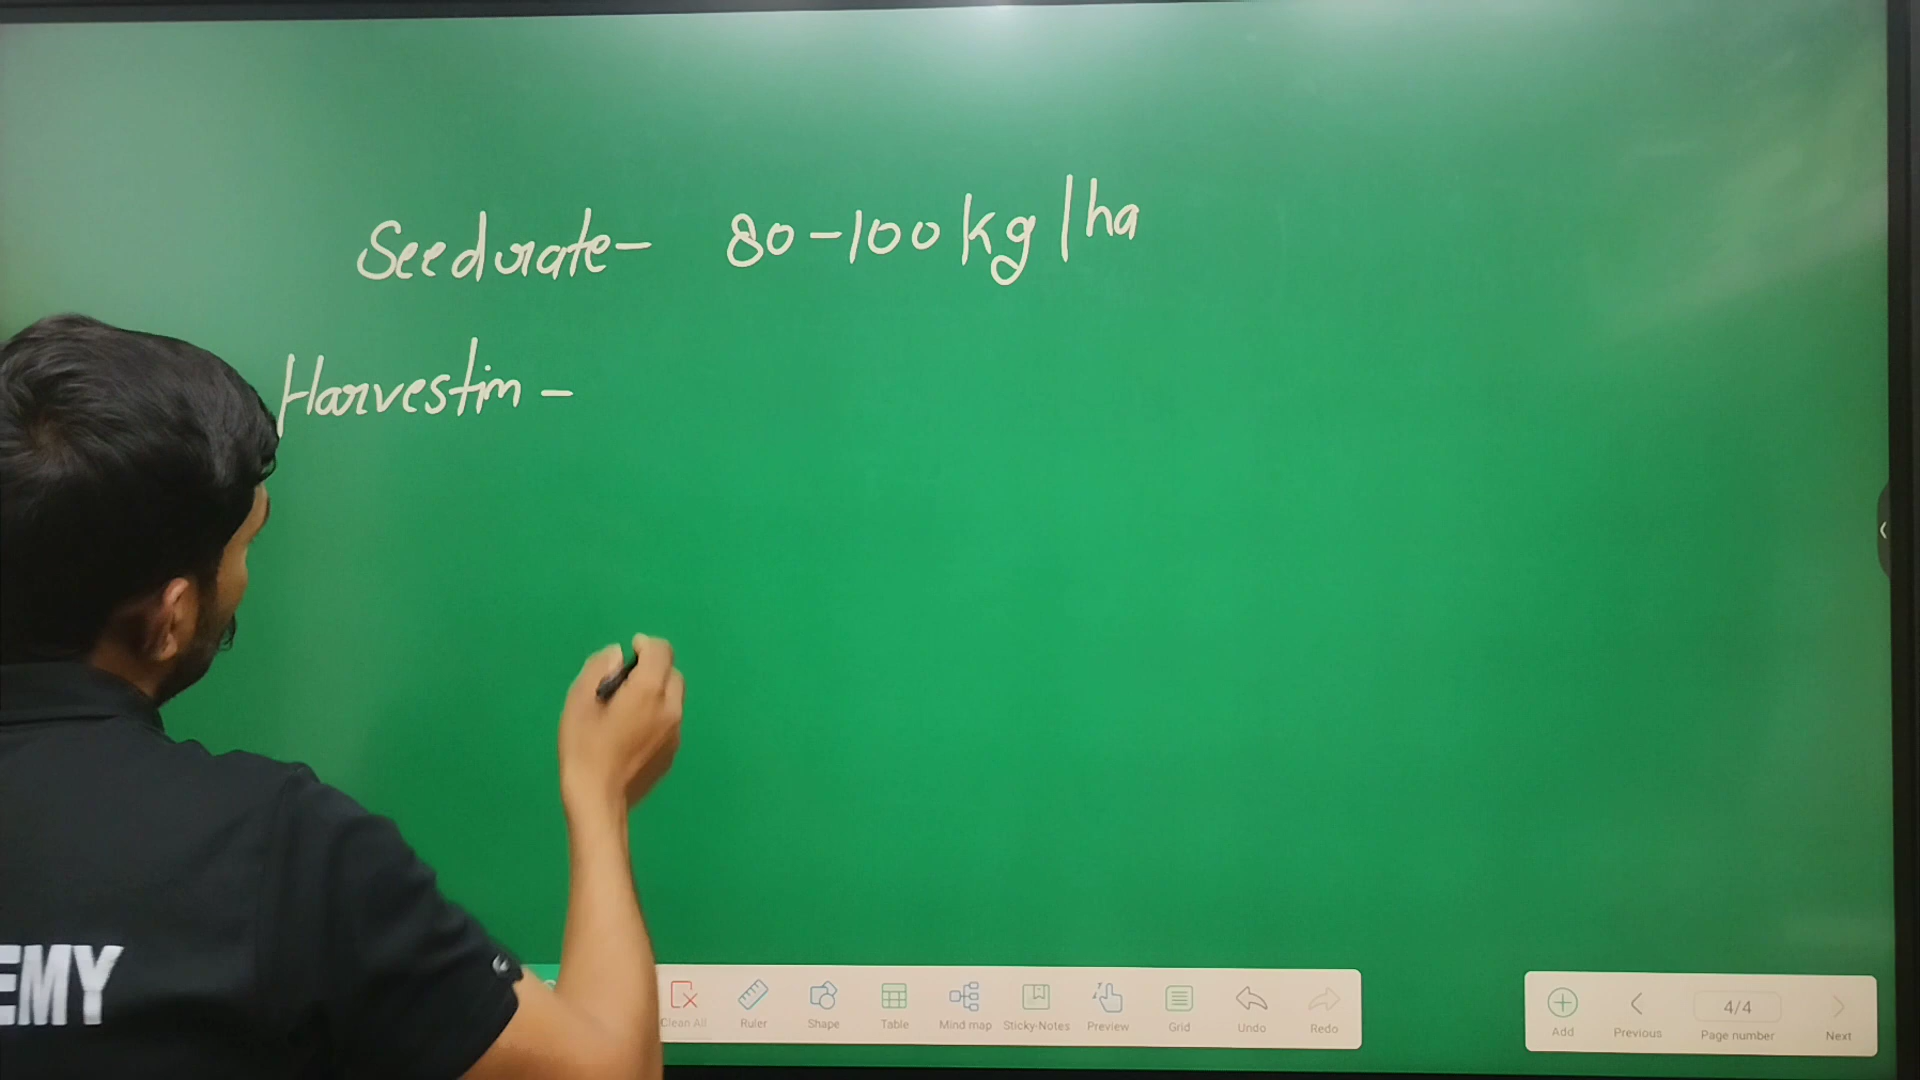 Seedrate- 80-100 kg/ha
Harvestin -
EMY
Clean All Ruler Shape Table Mind map Sticky-Notes Preview Grid Undo Redo
Add Previous 4/4 Page number Next